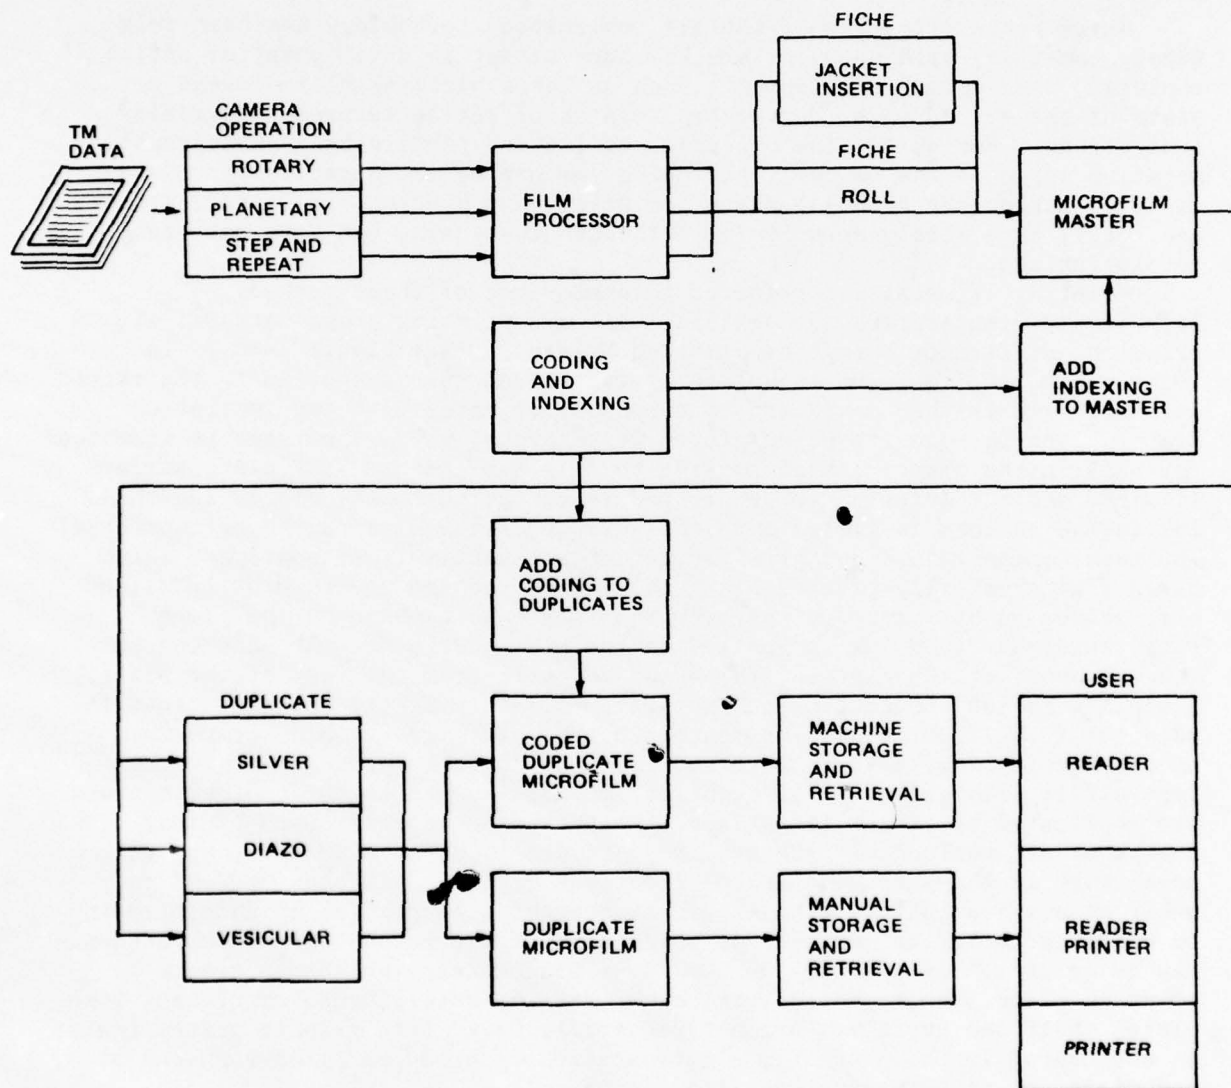 TM
DATA
CAMERA
OPERATION
ROTARY
PLANETARY
STEP AND
REPEAT
FILM
PROCESSOR
FICHE
JACKET
INSERTION
FICHE
ROLL
MICROFILM
MASTER
CODING
AND
INDEXING
ADD
INDEXING
TO MASTER
ADD
CODING TO
DUPLICATES
DUPLICATE
SILVER
DIAZO
VESICULAR
CODED
DUPLICATE
MICROFILM
MACHINE
STORAGE
AND
RETRIEVAL
DUPLICATE
MICROFILM
MANUAL
STORAGE
AND
RETRIEVAL
USER
READER
READER
PRINTER
PRINTER